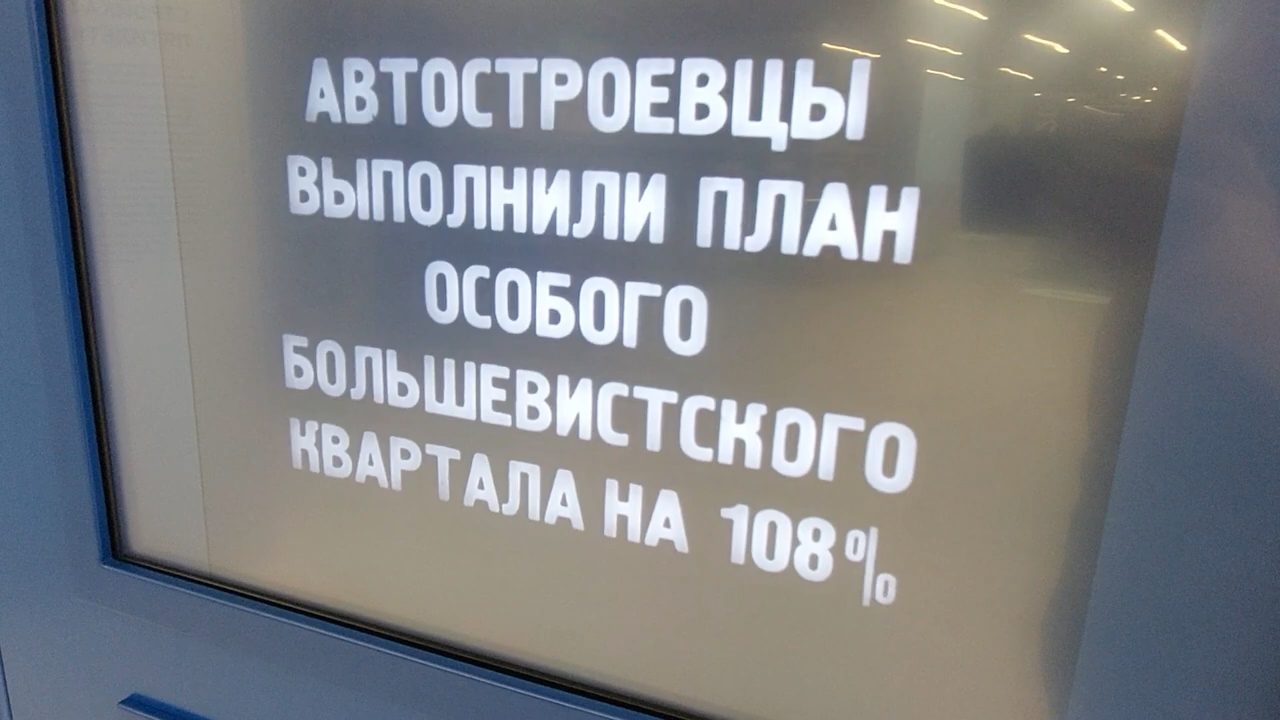 АВТОСТРОЕВЦЫ
ВЫПОЛНИЛИ ПЛАН
ОСОБОГО
БОЛЬШЕВИСТСКОГО
КВАРТАЛА НА 108%